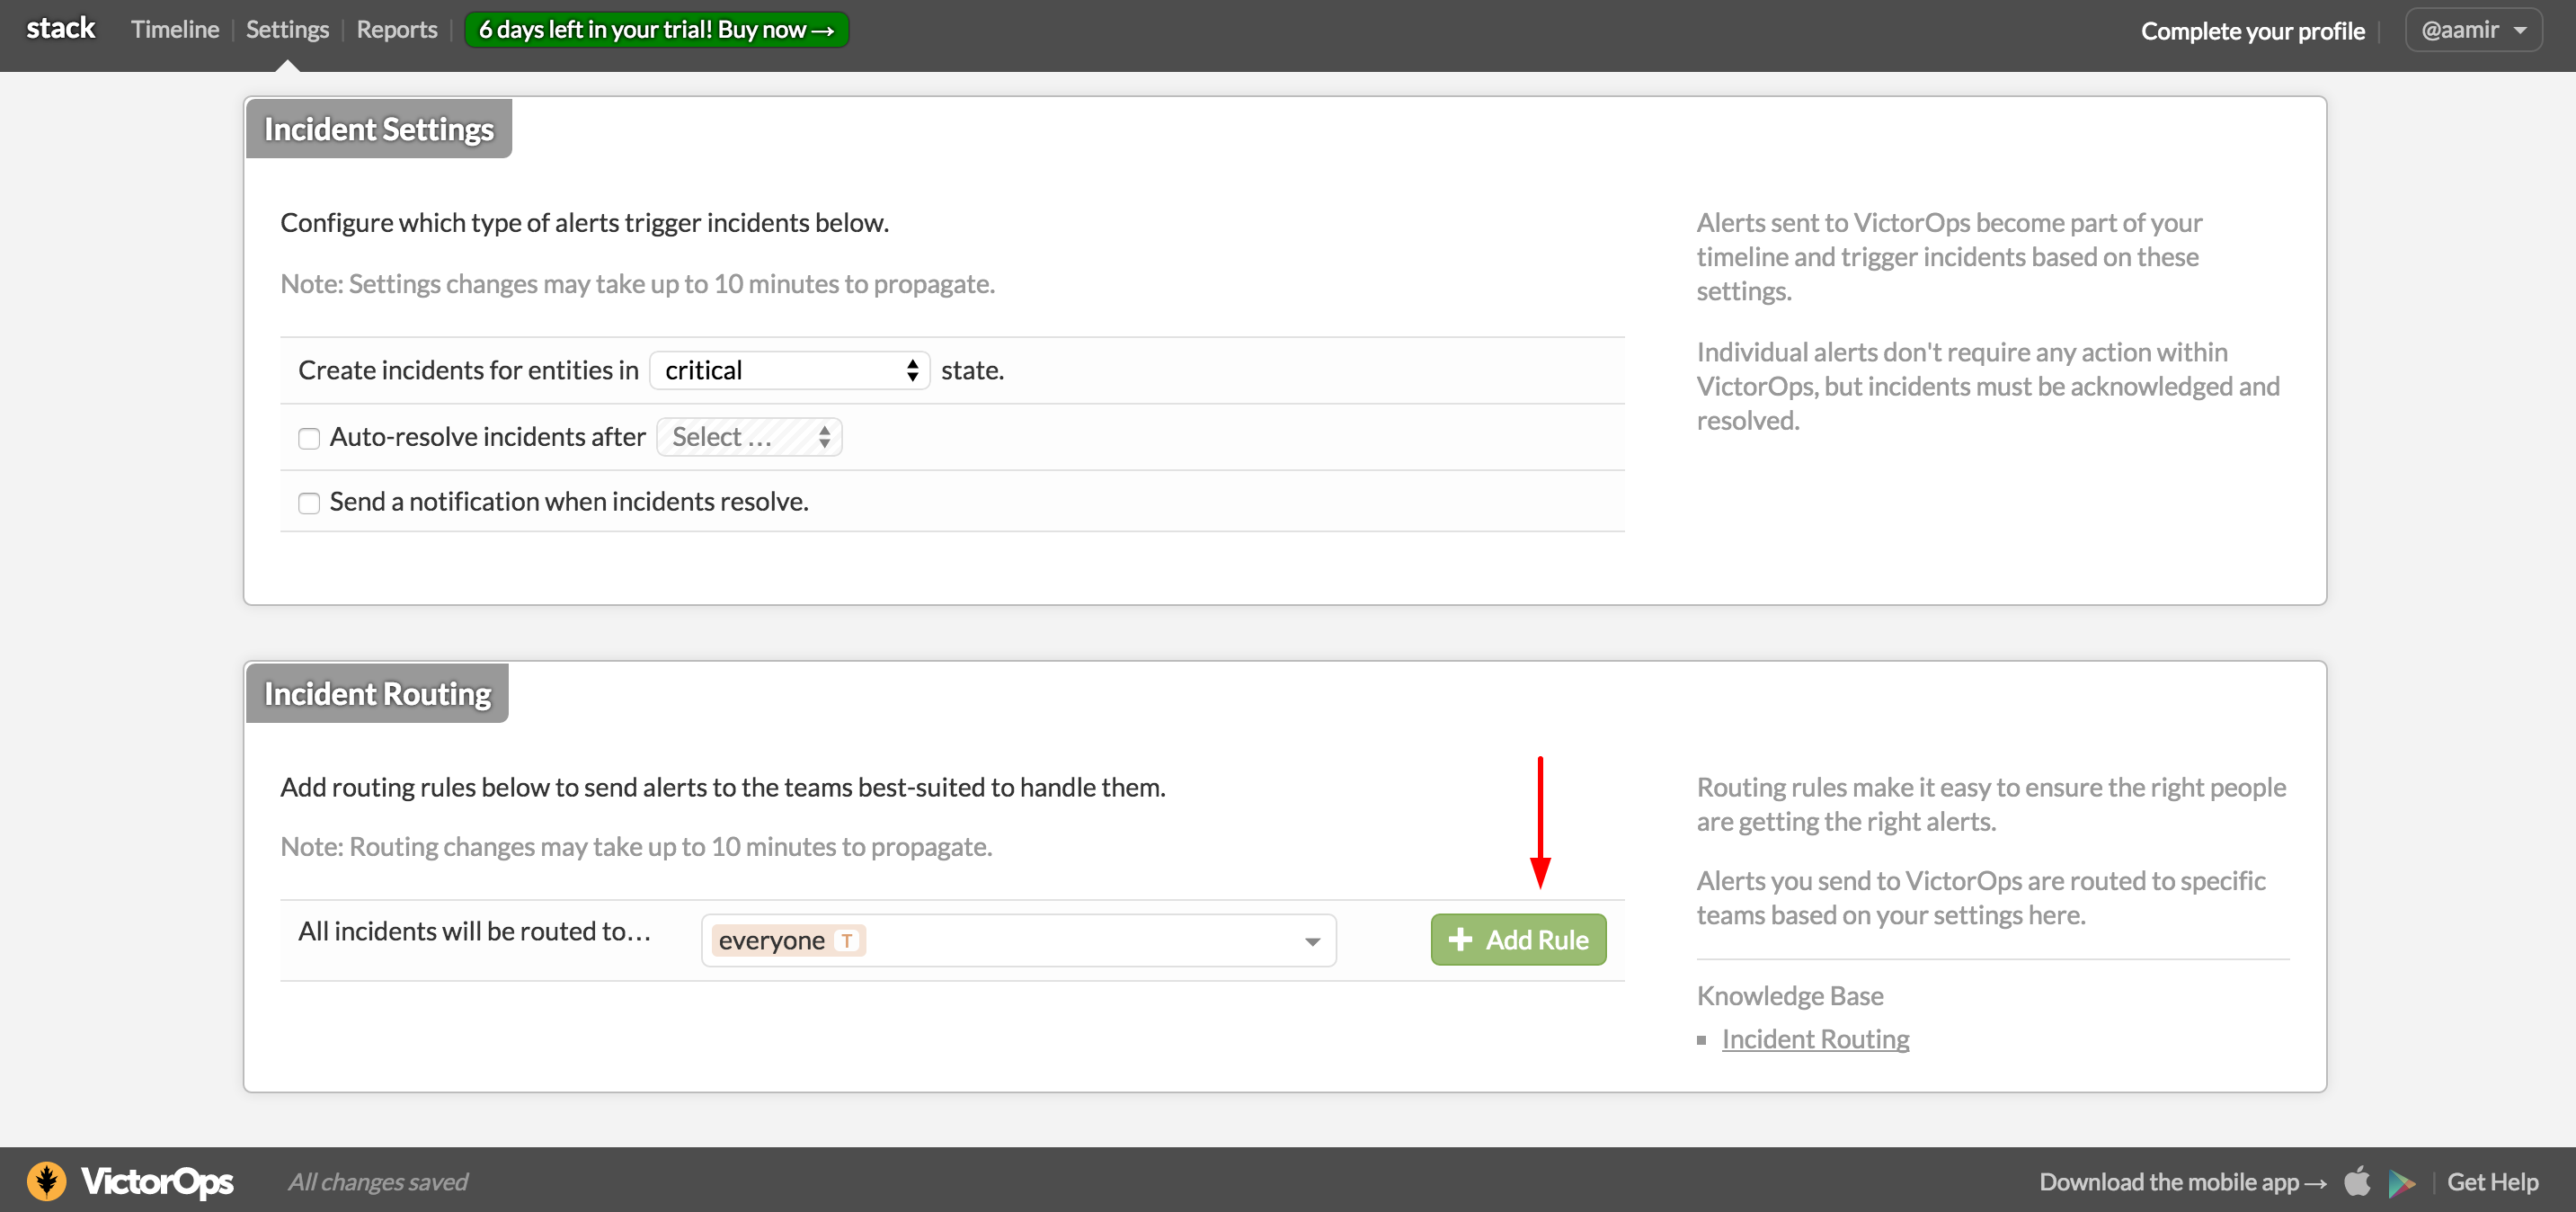 stack Timeline Settings Reports 6 days left in your trial! Buy now → Complete your profile @aamir
Incident Settings
Configure which type of alerts trigger incidents below.
Note: Settings changes may take up to 10 minutes to propagate.
Create incidents for entities in critical state.
Auto-resolve incidents after Select ...
Send a notification when incidents resolve.
Alerts sent to VictorOps become part of your
timeline and trigger incidents based on these
settings.
Individual alerts don't require any action within
VictorOps, but incidents must be acknowledged and
resolved.
Incident Routing
Add routing rules below to send alerts to the teams best-suited to handle them.
Note: Routing changes may take up to 10 minutes to propagate.
All incidents will be routed to... everyone T + Add Rule
Routing rules make it easy to ensure the right people
are getting the right alerts.
Alerts you send to VictorOps are routed to specific
teams based on your settings here.
Knowledge Base
Incident Routing
VictorOps All changes saved Download the mobile app → Get Help